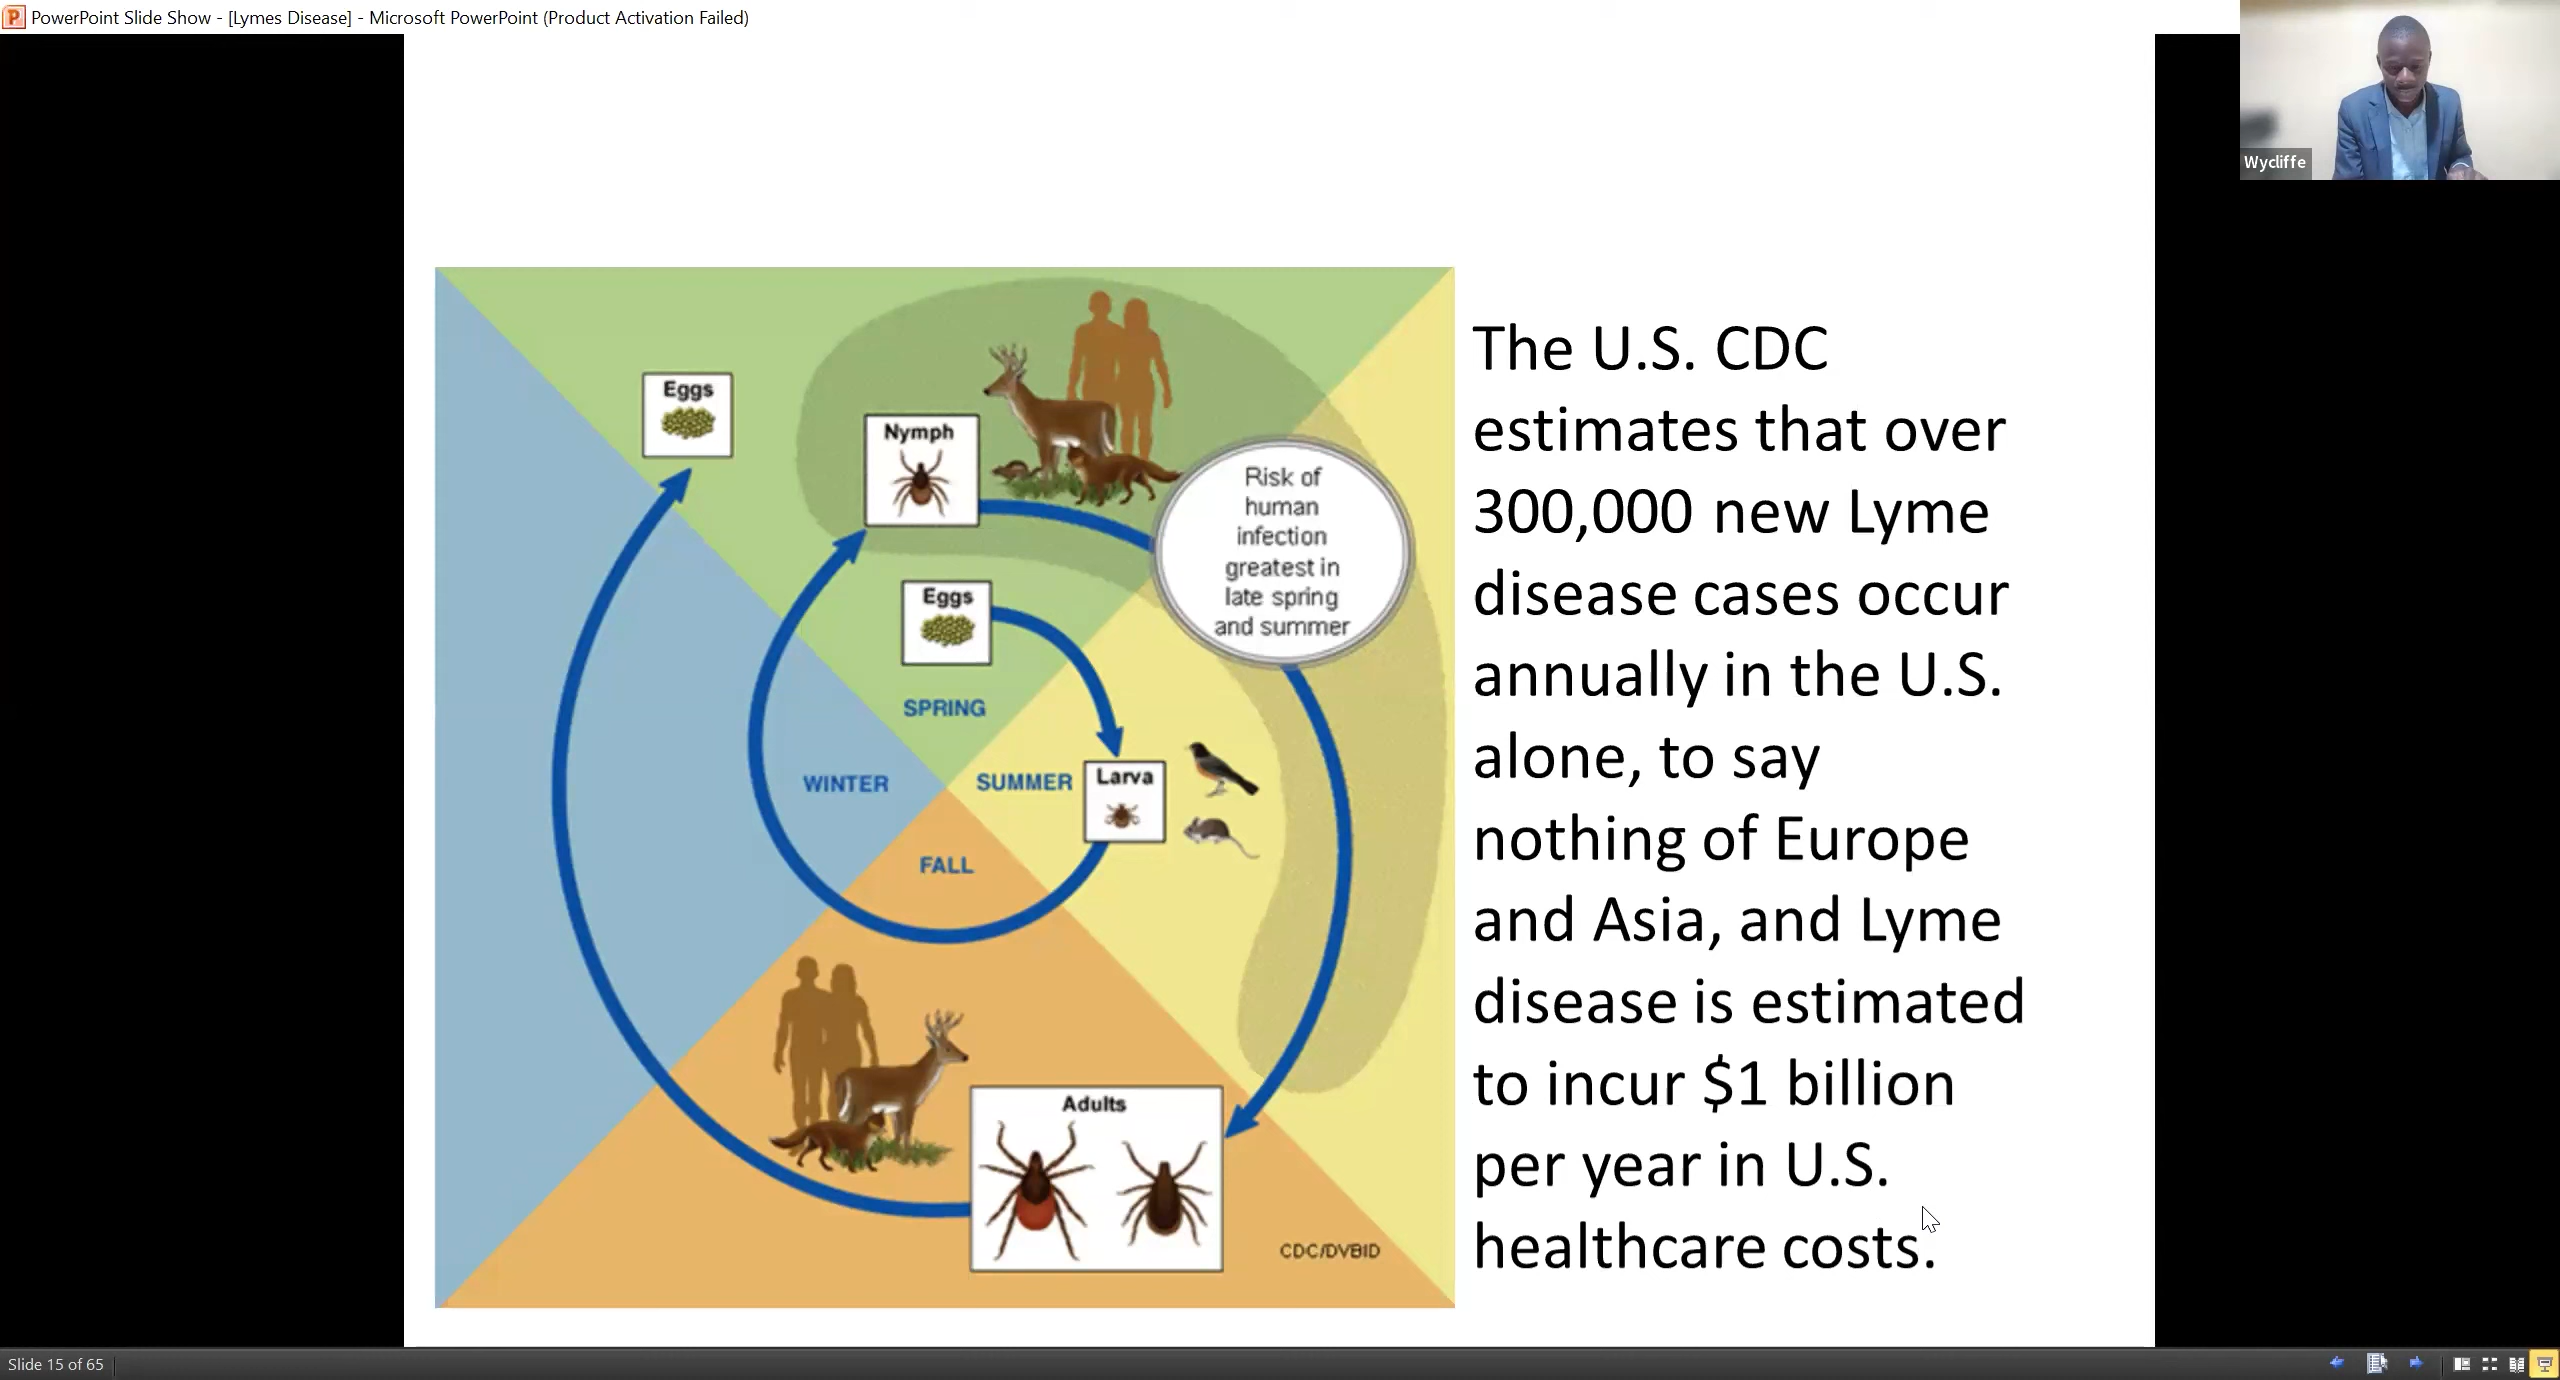 PowerPoint Slide Show - [Lymes Disease] - Microsoft PowerPoint (Product Activation Failed)
Wycliffe
Eggs
Nymph
Risk of
human
infection
greatest in
late spring
and summer
Eggs
SPRING
WINTER
SUMMER
Larva
FALL
Adults
CDC/DVBID
The U.S. CDC
estimates that over
300,000 new Lyme
disease cases occur
annually in the U.S.
alone, to say
nothing of Europe
and Asia, and Lyme
disease is estimated
to incur $1 billion
per year in U.S.
healthcare costs.
Slide 15 of 65